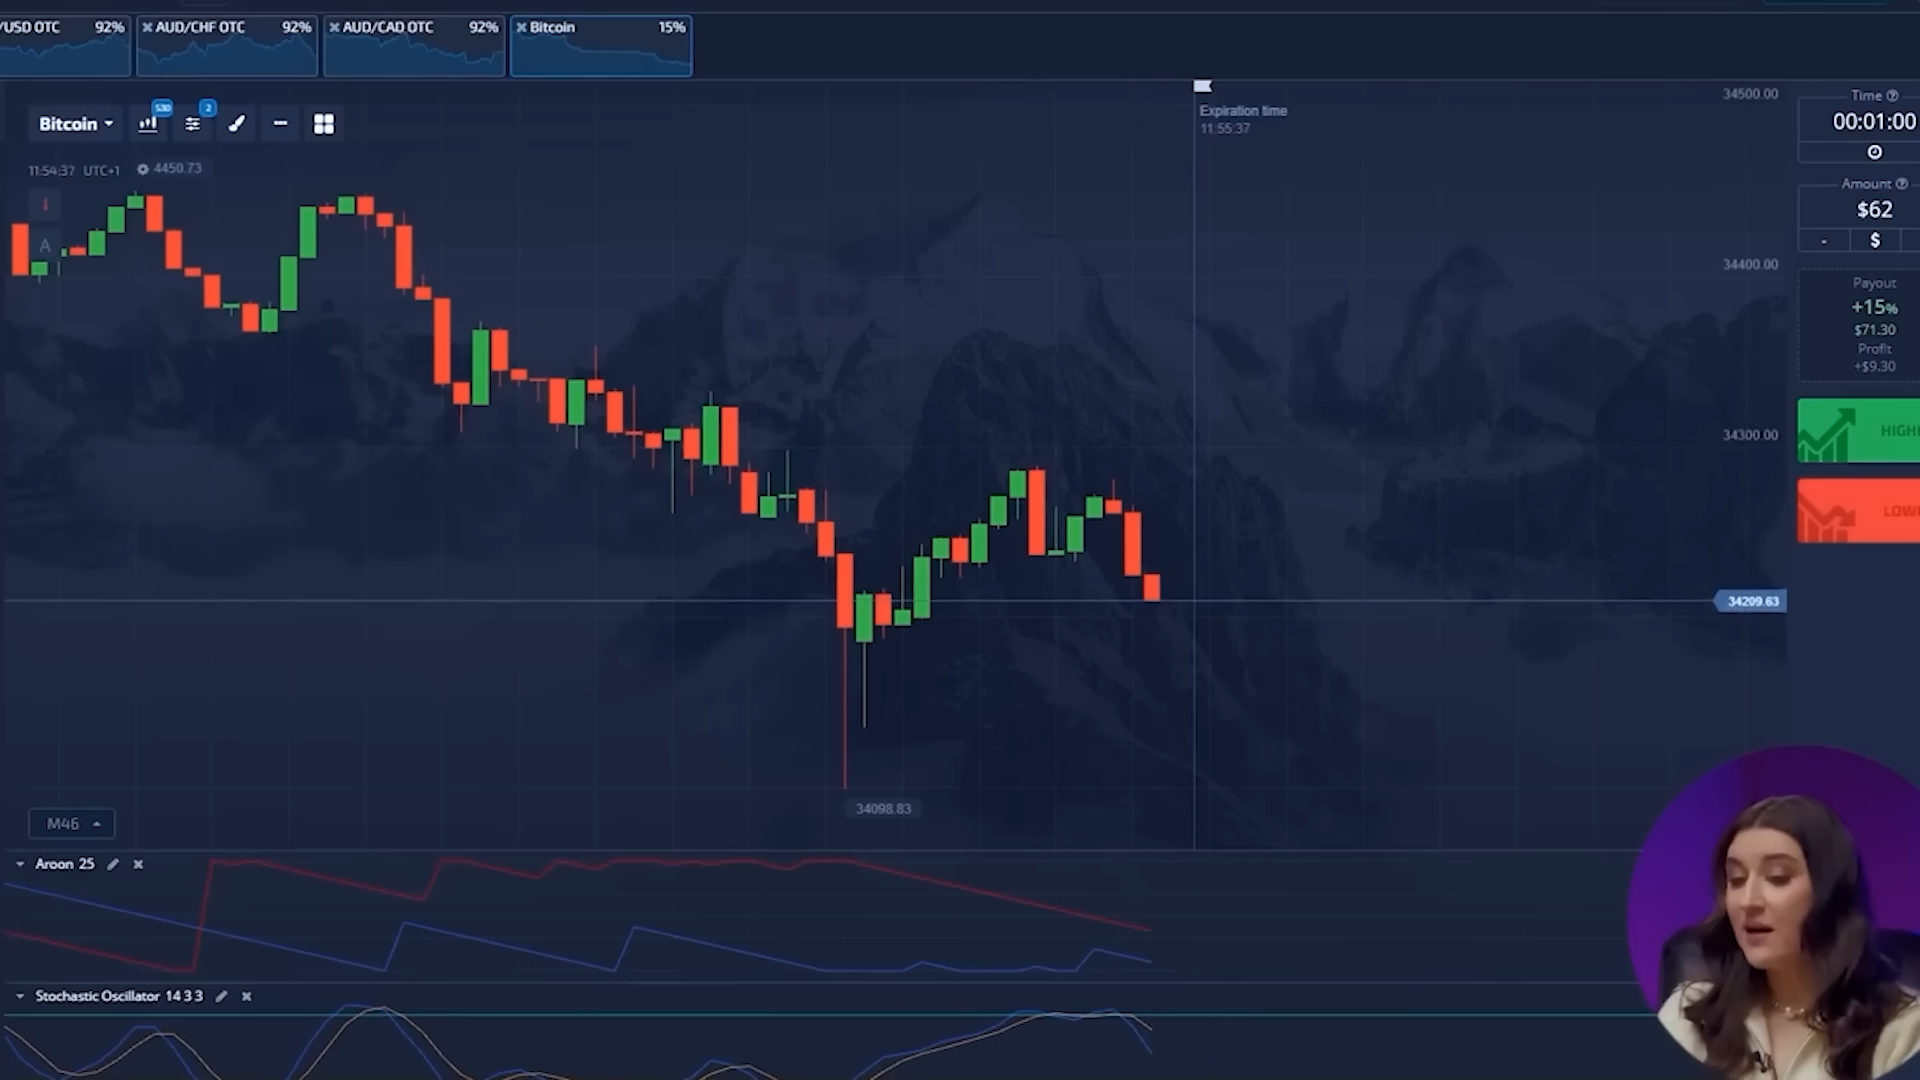 /USD OTC 92%
AUD/CHF OTC 92%
AUD/CAD OTC 92%
Bitcoin 15%
Bitcoin
S30
2
11:54:37 UTC+1
4450.73
A
Expiration time
11:55:37
34500.00
34400.00
34300.00
34209.63
34098.83
Time
00:01:00
Amount
$62
- $
Payout
+15%
$71.30
Profit
+$9.30
HIGHE
LOW
M46
Aroon 25
Stochastic Oscillator 14 3 3